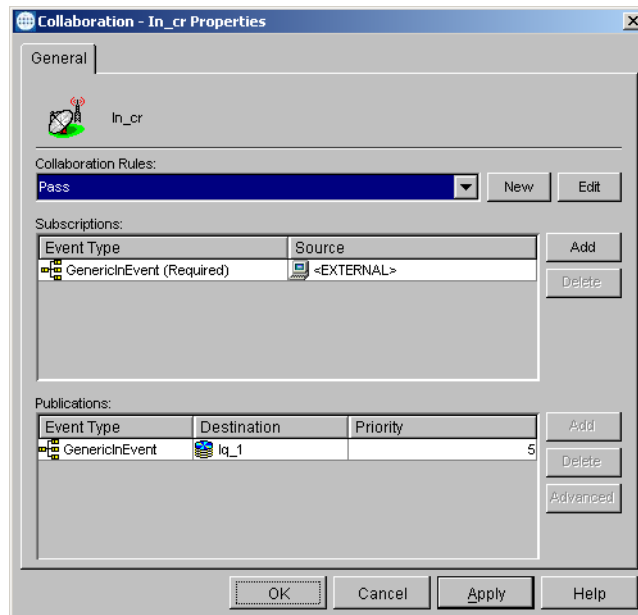 Collaboration - In_cr Properties
General
In_cr
Collaboration Rules:
Pass New Edit
Subscriptions:
Event Type Source Add
GenericInEvent (Required) <EXTERNAL>
Delete
Publications:
Event Type Destination Priority Add
GenericInEvent Iq_1 5
Delete
Advanced
OK Cancel Apply Help